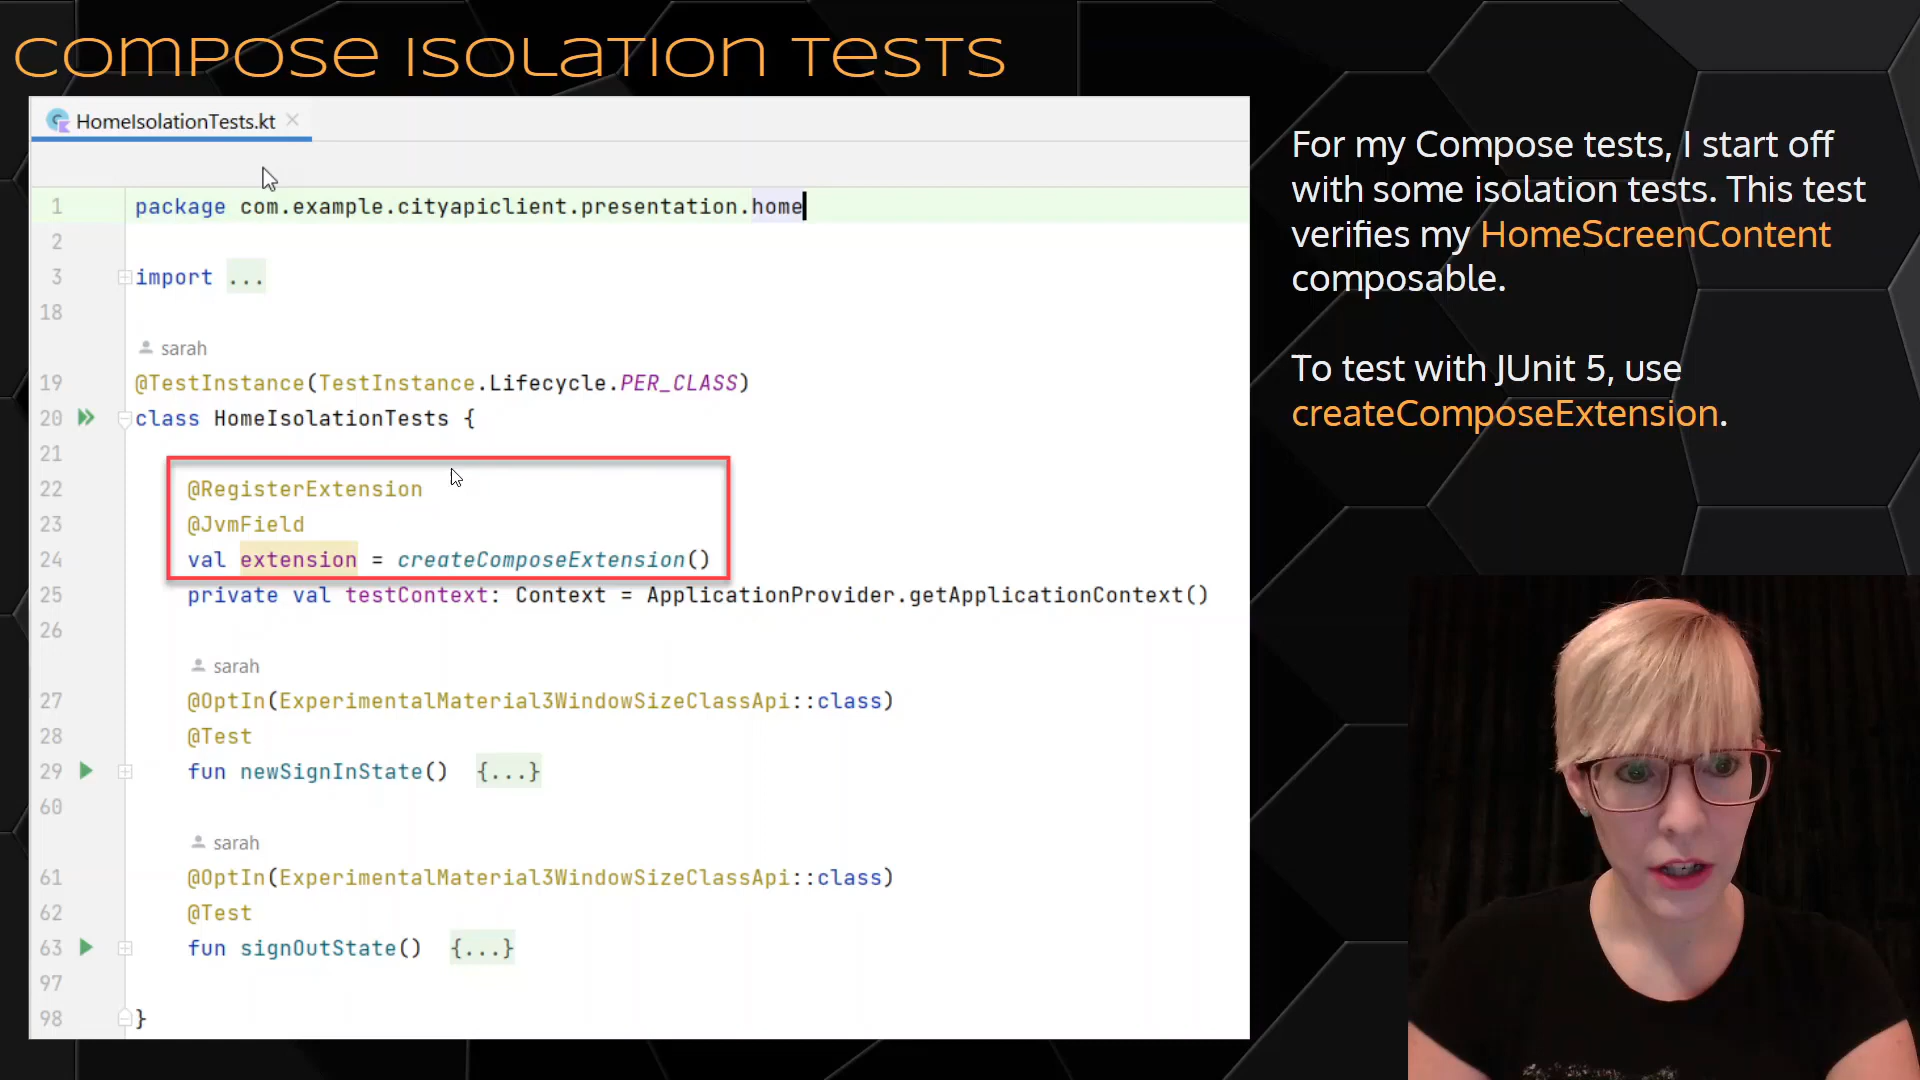 Compose Isolation Tests
HomeIsolationTests.kt
1 package com.example.cityapiclient.presentation.home
2
3 import ...
18
sarah
19 @TestInstance(TestInstance.Lifecycle.PER_CLASS)
20 class HomeIsolationTests {
21
22 @RegisterExtension
23 @JvmField
24 val extension = createComposeExtension()
25 private val testContext: Context = ApplicationProvider.getApplicationContext()
26
sarah
27 @OptIn(ExperimentalMaterial3WindowSizeClassApi::class)
28 @Test
29 fun newSignInState() {...}
60
sarah
61 @OptIn(ExperimentalMaterial3WindowSizeClassApi::class)
62 @Test
63 fun signOutState() {...}
97
98 }
For my Compose tests, I start off
with some isolation tests. This test
verifies my HomeScreenContent
composable.
To test with JUnit 5, use
createComposeExtension.